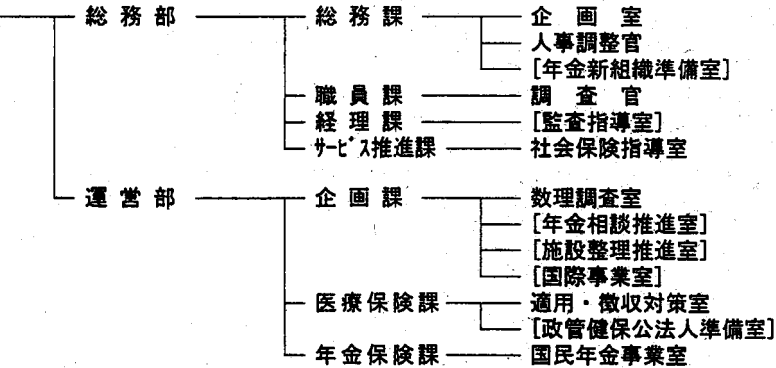 総務部 総務課 企画室
人事調整官
[年金新組織準備室]
職員課 調査官
経理課 [監査指導室]
サービス推進課 社会保険指導室
運営部 企画課 数理調査室
[年金相談推進室]
[施設整理推進室]
[国際事業室]
医療保険課 適用・徴収対策室
[政管健保公法人準備室]
年金保険課 国民年金事業室